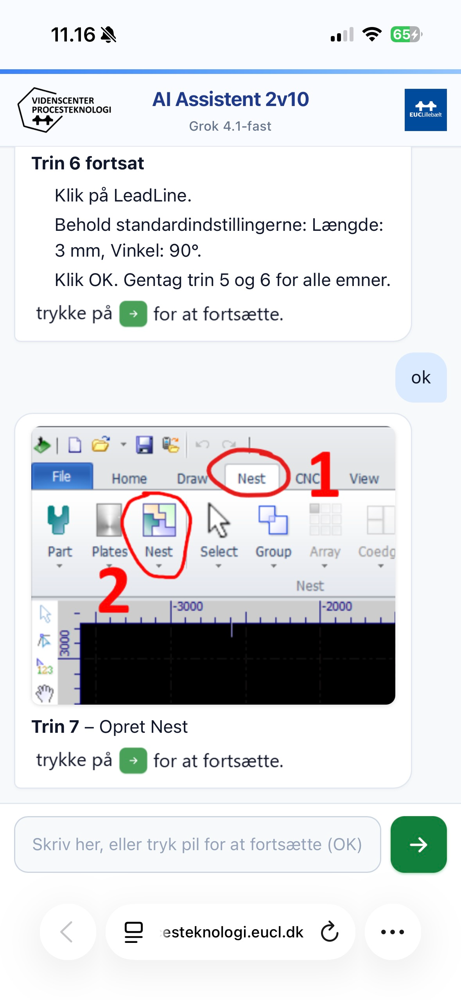 11.16
65
VIDENSCENTER
PROCESTEKNOLOGI
AI Assistent 2v10
Grok 4.1-fast
EUCLillebælt
Trin 6 fortsat
Klik på LeadLine.
Behold standardindstillingerne: Længde:
3 mm, Vinkel: 90°.
Klik OK. Gentag trin 5 og 6 for alle emner.
trykke på → for at fortsætte.
ok
File Home Draw Nest CNC 1 View
Part Plates Nest Select Group Array Coedg
2
Nest
-3000 -2000
3000
123
Trin 7 – Opret Nest
trykke på → for at fortsætte.
Skriv her, eller tryk pil for at fortsætte (OK)
esteknologi.eucl.dk